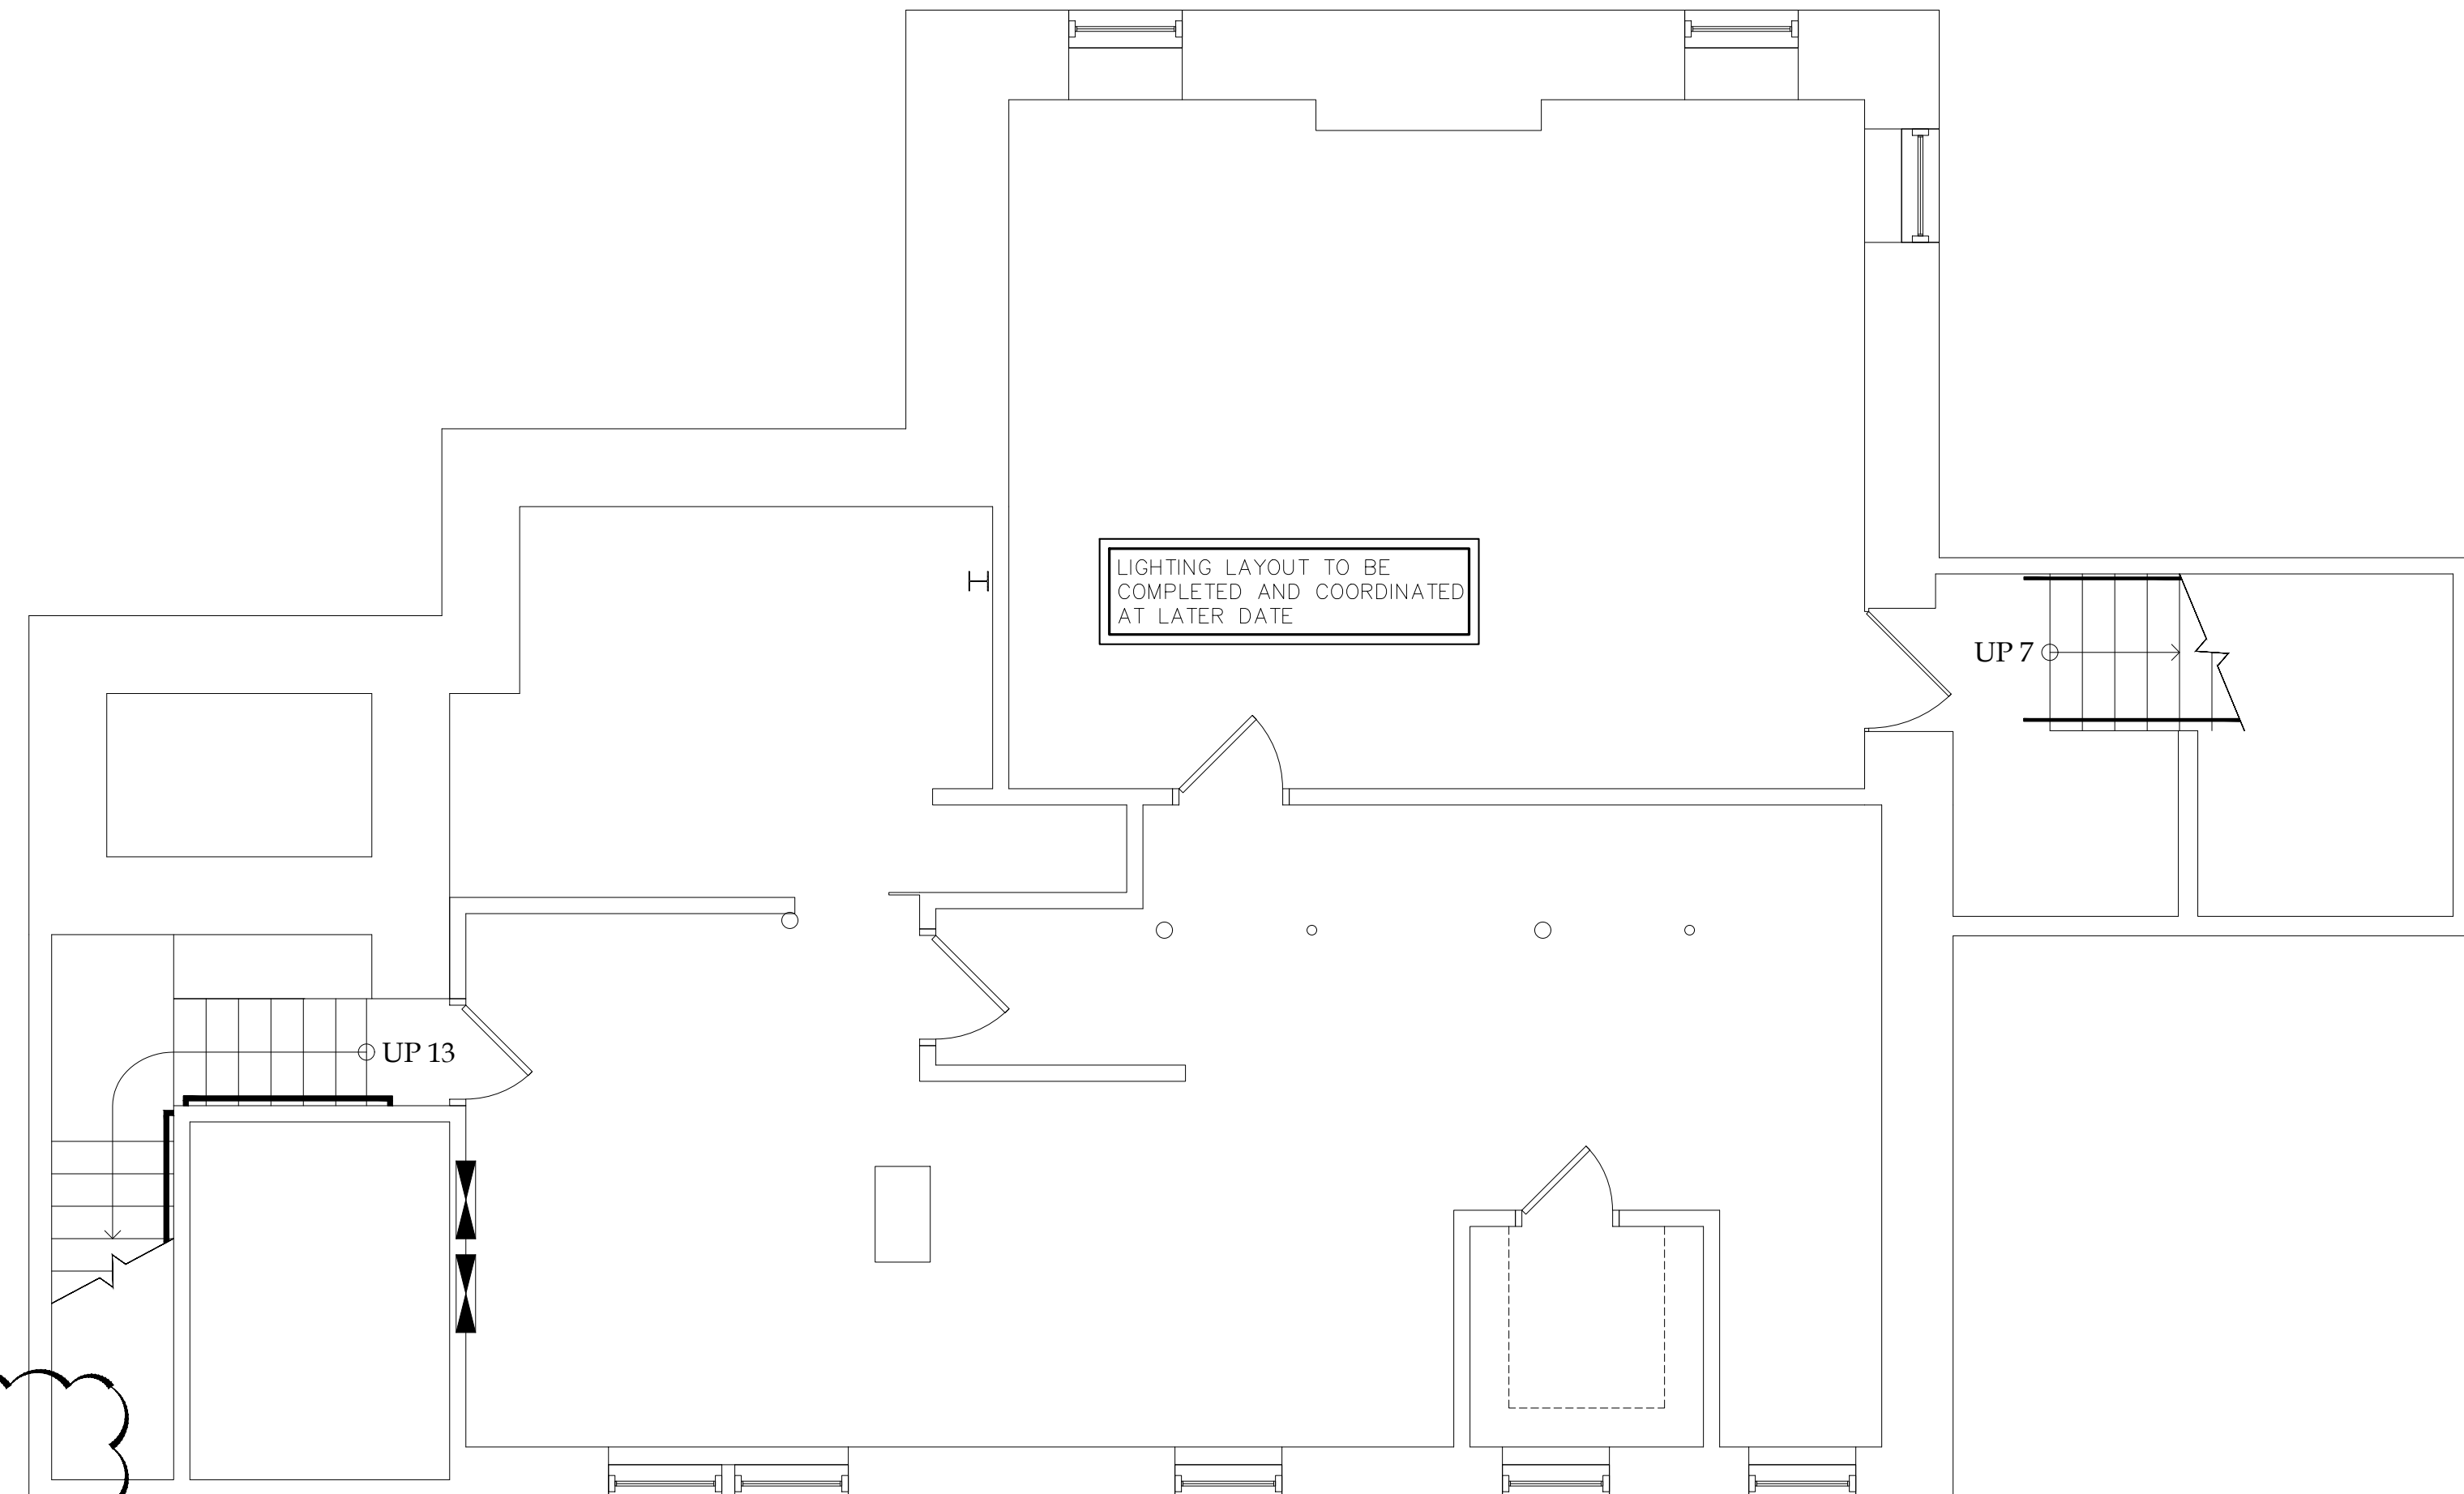 LIGHTING LAYOUT TO BE
COMPLETED AND COORDINATED
AT LATER DATE
UP 7
UP 13